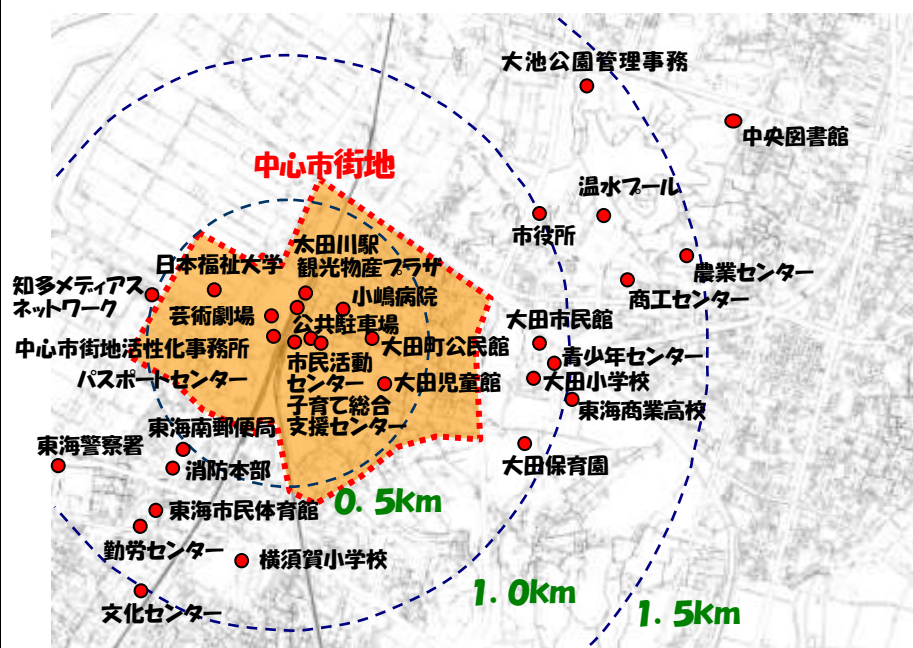 大池公園管理事務
中央図書館
中心市街地
温水プール
市役所
太田川駅
観光物産プラザ
日本福祉大学
農業センター
知多メディアス
ネットワーク
小嶋病院
商工センター
芸術劇場
公共駐車場
大田市民館
中心市街地活性化事務所
大田町公民館
青少年センター
市民活動
センター
パスポートセンター
大田児童館
大田小学校
子育て総合
支援センター
東海商業高校
東海南郵便局
東海警察署
消防本部
大田保育園
0.5km
東海市民体育館
勤労センター
横須賀小学校
1.0km
1.5km
文化センター